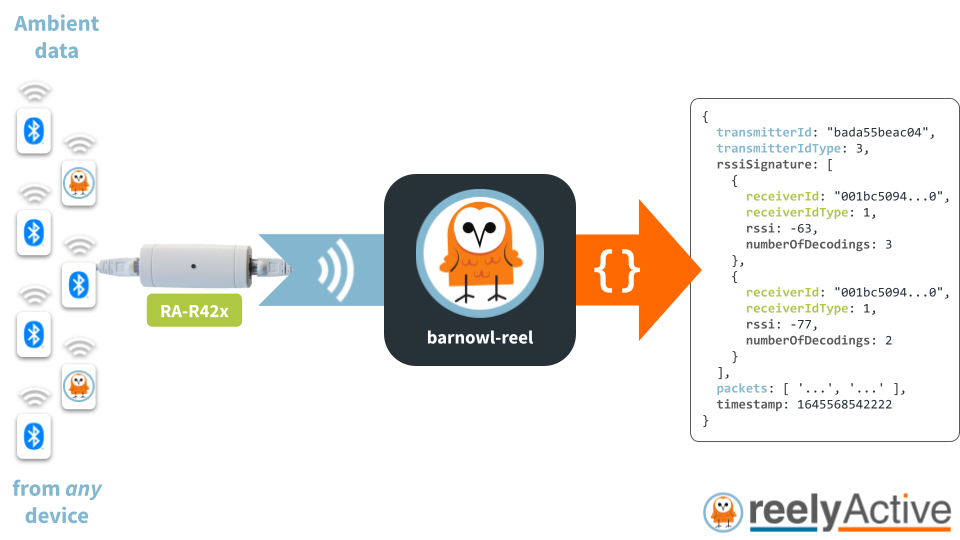 Ambient
data
from any
device
RA-R42x
barnowl-reel
{}
{
transmitterId: "bada55beac04",
transmitterIdType: 3,
rssiSignature: [
{
receiverId: "001bc5094...0",
receiverIdType: 1,
rssi: -63,
numberOfDecodings: 3
},
{
receiverId: "001bc5094...0",
receiverIdType: 1,
rssi: -77,
numberOfDecodings: 2
}
],
packets: [ '...', '...' ],
timestamp: 1645568542222
}
reelyActive